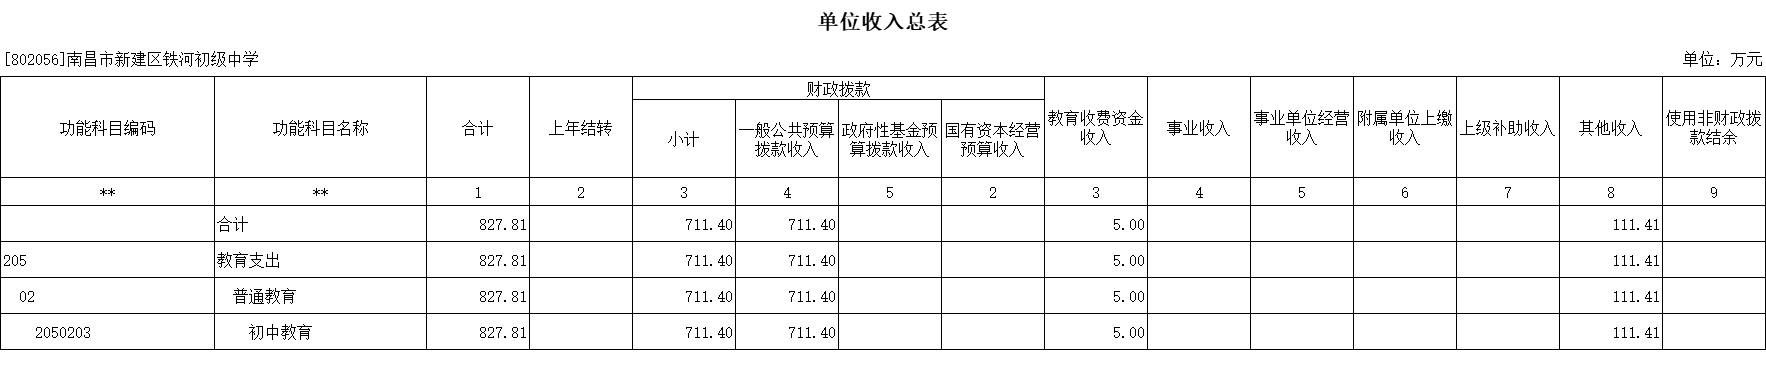 单位收入总表
[802056]南昌市新建区铁河初级中学 单位：万元
功能科目编码 功能科目名称 合计 上年结转 财政拨款 教育收费资金收入 事业收入 事业单位经营收入 附属单位上缴收入 上级补助收入 其他收入 使用非财政拨款结余
小计 一般公共预算拨款收入 政府性基金预算拨款收入 国有资本经营预算收入
** ** 1 2 3 4 5 2 3 4 5 6 7 8 9
合计 827.81 711.40 711.40 5.00 111.41
205 教育支出 827.81 711.40 711.40 5.00 111.41
02 普通教育 827.81 711.40 711.40 5.00 111.41
2050203 初中教育 827.81 711.40 711.40 5.00 111.41